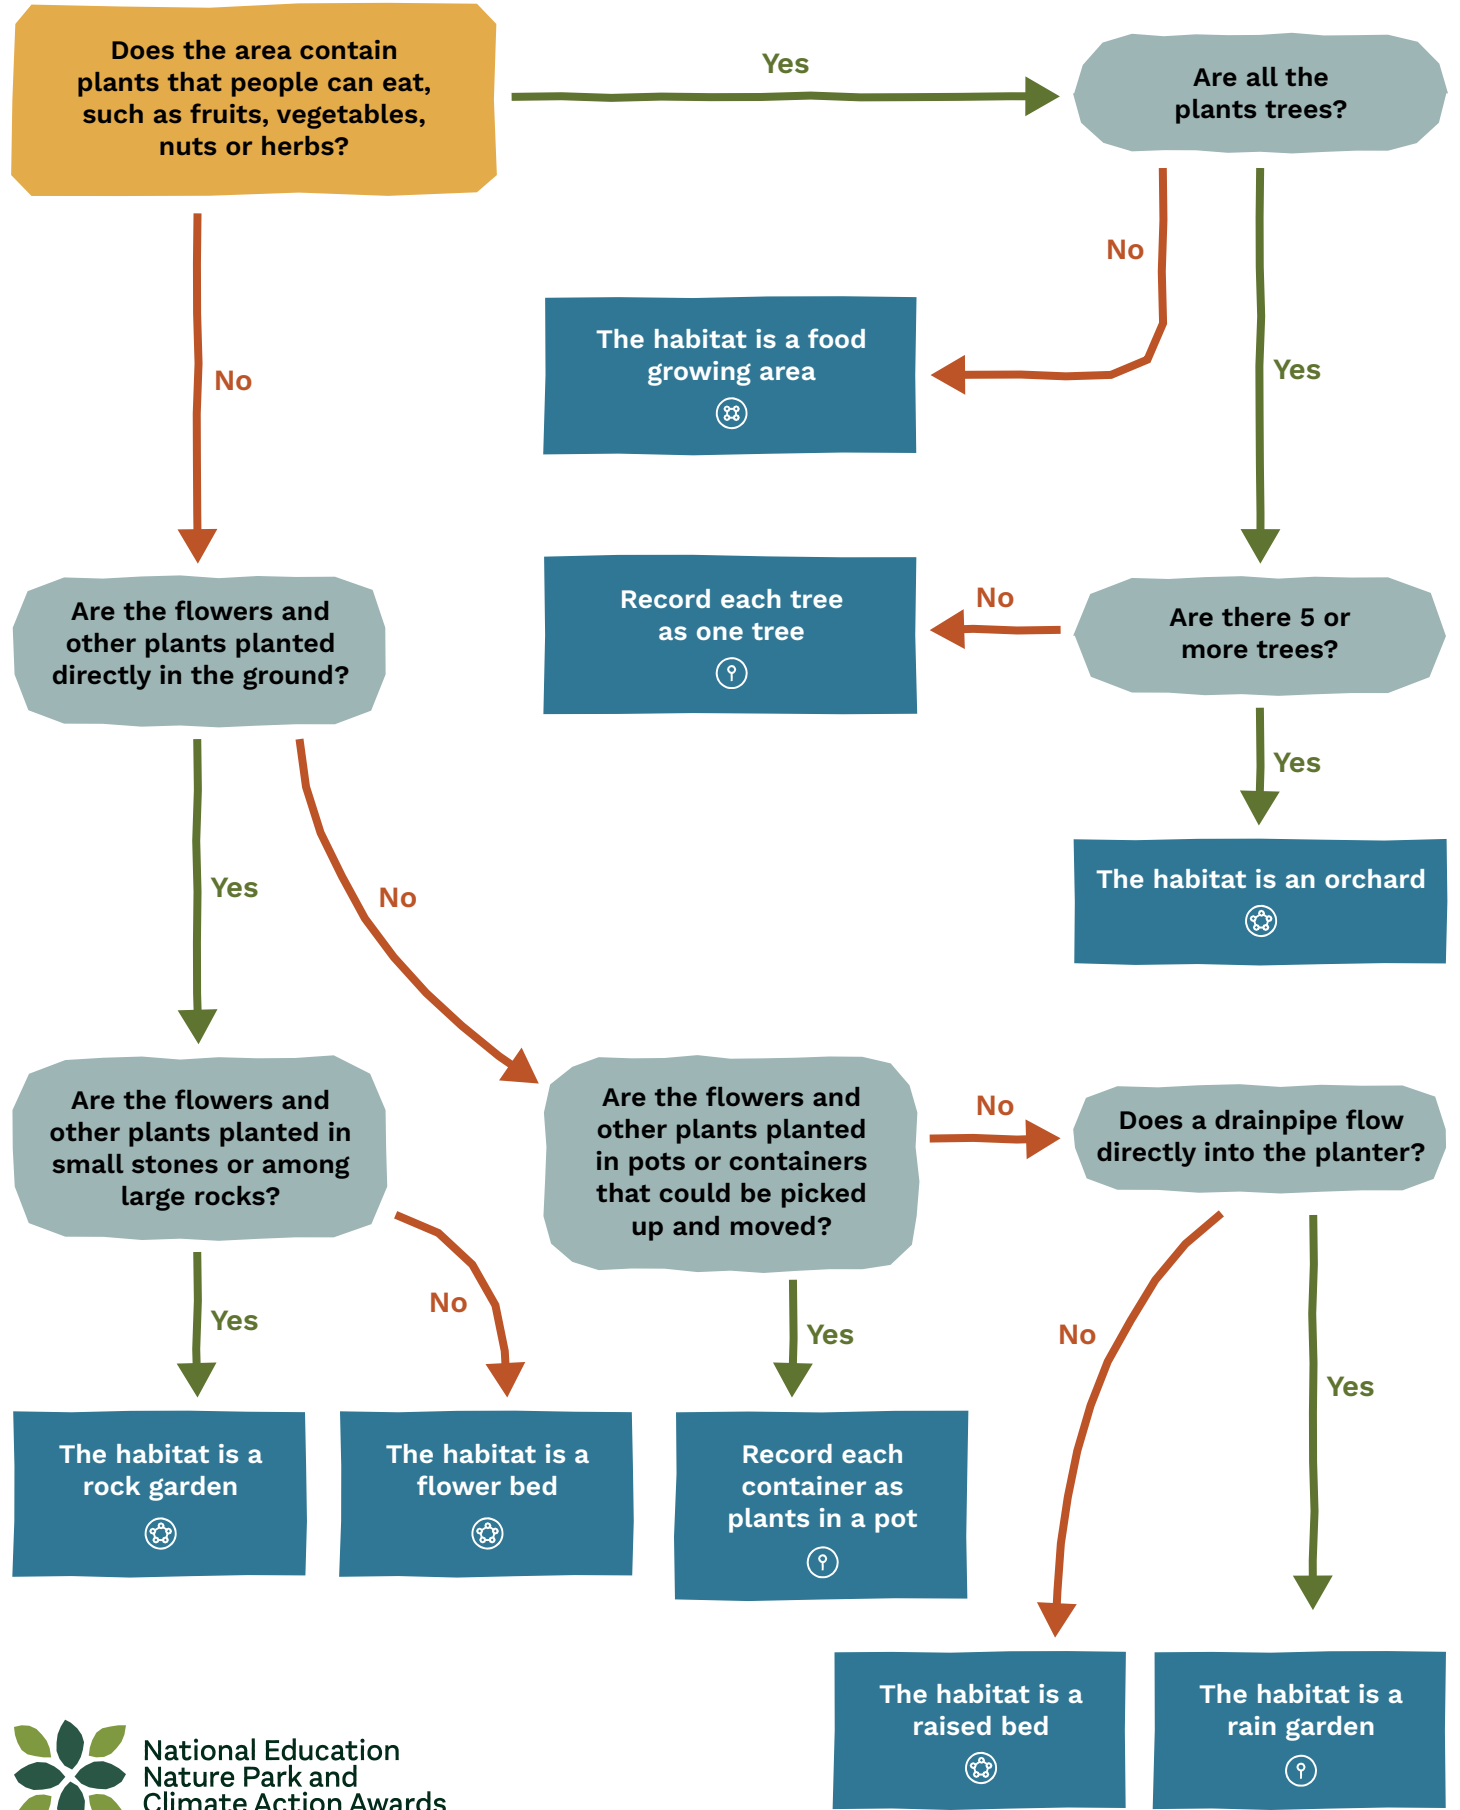 Does the area contain
plants that people can eat,
such as fruits, vegetables,
nuts or herbs?
Yes
Are all the
plants trees?
No
The habitat is a food
growing area
No
Yes
Are the flowers and
other plants planted
directly in the ground?
Record each tree
as one tree
No
Are there 5 or
more trees?
Yes
The habitat is an orchard
Yes
No
Are the flowers and
other plants planted in
small stones or among
large rocks?
Are the flowers and
other plants planted
in pots or containers
that could be picked
up and moved?
No
Does a drainpipe flow
directly into the planter?
Yes
No
Yes
No
Yes
The habitat is a
rock garden
The habitat is a
flower bed
Record each
container as
plants in a pot
The habitat is a
raised bed
The habitat is a
rain garden
National Education
Nature Park and
Climate Action Awards